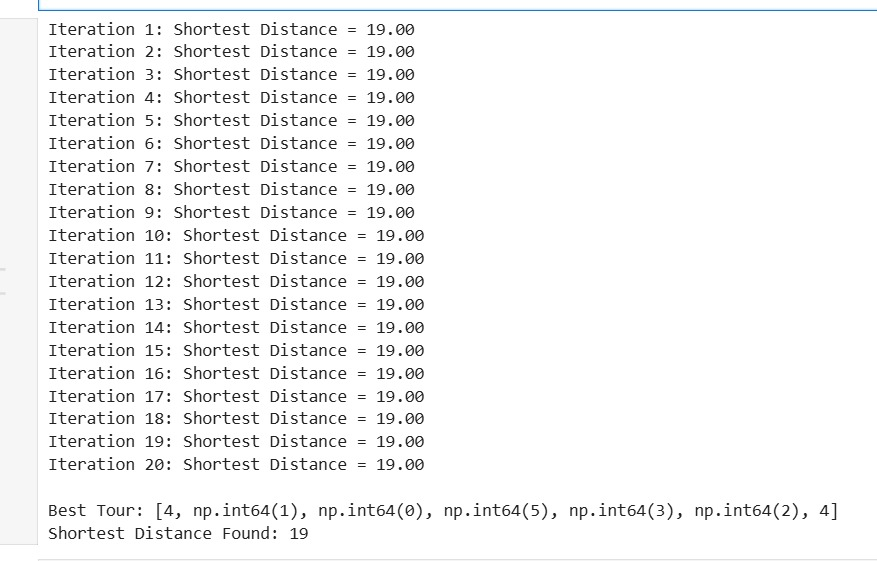 Iteration 1: Shortest Distance = 19.00
Iteration 2: Shortest Distance = 19.00
Iteration 3: Shortest Distance = 19.00
Iteration 4: Shortest Distance = 19.00
Iteration 5: Shortest Distance = 19.00
Iteration 6: Shortest Distance = 19.00
Iteration 7: Shortest Distance = 19.00
Iteration 8: Shortest Distance = 19.00
Iteration 9: Shortest Distance = 19.00
Iteration 10: Shortest Distance = 19.00
Iteration 11: Shortest Distance = 19.00
Iteration 12: Shortest Distance = 19.00
Iteration 13: Shortest Distance = 19.00
Iteration 14: Shortest Distance = 19.00
Iteration 15: Shortest Distance = 19.00
Iteration 16: Shortest Distance = 19.00
Iteration 17: Shortest Distance = 19.00
Iteration 18: Shortest Distance = 19.00
Iteration 19: Shortest Distance = 19.00
Iteration 20: Shortest Distance = 19.00
Best Tour: [4, np.int64(1), np.int64(0), np.int64(5), np.int64(3), np.int64(2), 4]
Shortest Distance Found: 19